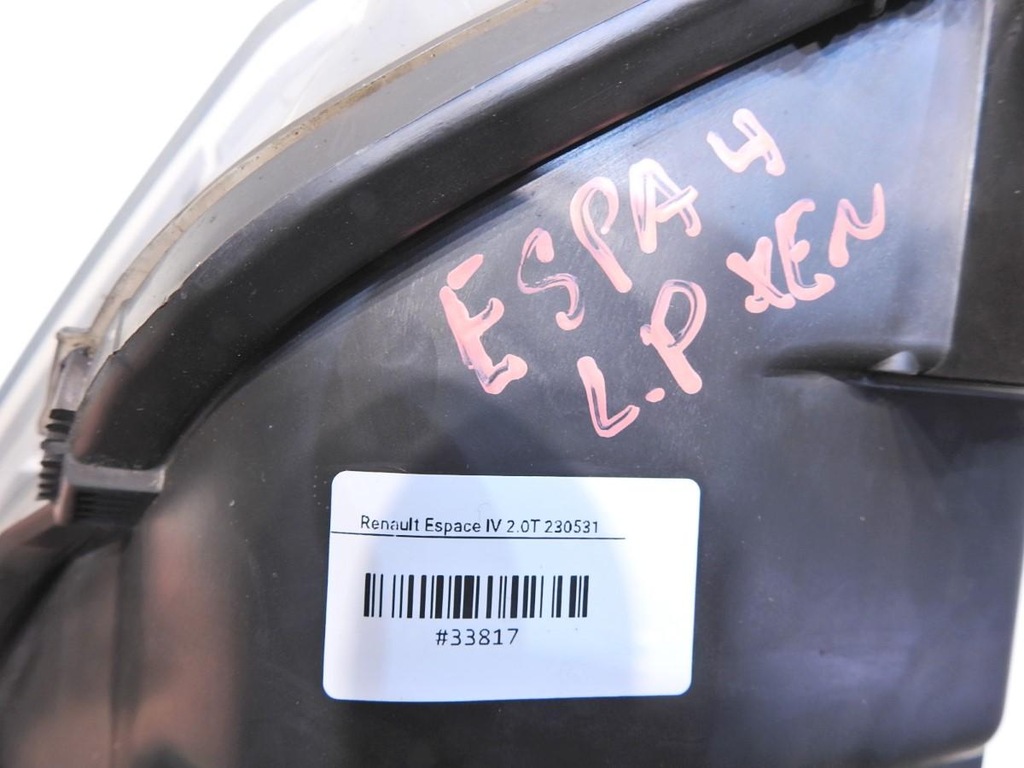 ESPA 4
L.P XEN
Renault Espace IV 2.0T 230531
#33817